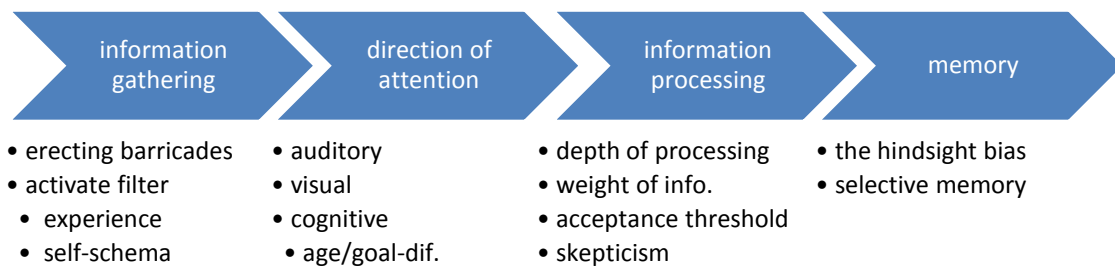 information
gathering
direction of
attention
information
processing
memory
• erecting barricades
• activate filter
• experience
• self-schema
• auditory
• visual
• cognitive
• age/goal-dif.
• depth of processing
• weight of info.
• acceptance threshold
• skepticism
• the hindsight bias
• selective memory